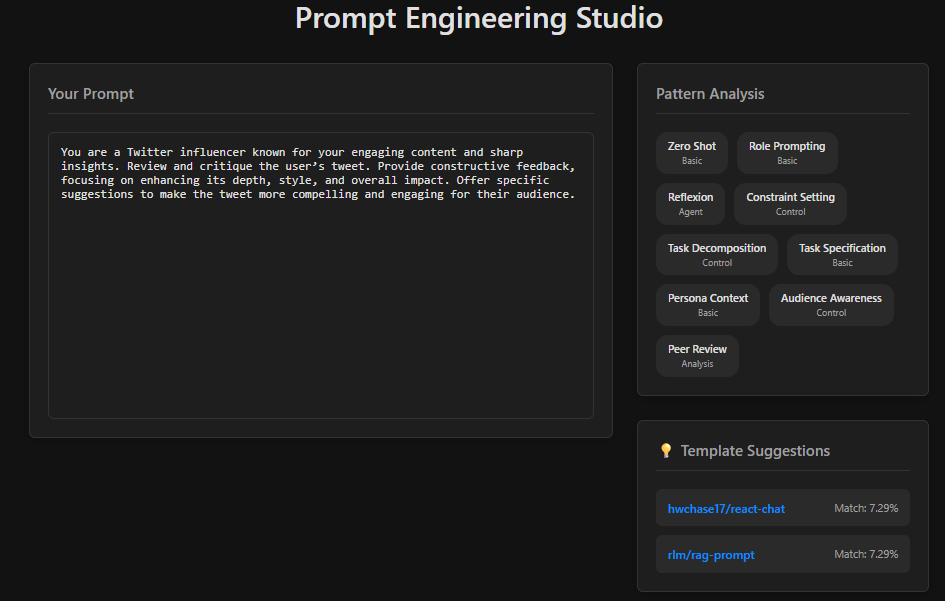 Prompt Engineering Studio
Your Prompt
You are a Twitter influencer known for your engaging content and sharp
insights. Review and critique the user’s tweet. Provide constructive feedback,
focusing on enhancing its depth, style, and overall impact. Offer specific
suggestions to make the tweet more compelling and engaging for their audience.
Pattern Analysis
Zero Shot
Basic
Role Prompting
Basic
Reflexion
Agent
Constraint Setting
Control
Task Decomposition
Control
Task Specification
Basic
Persona Context
Basic
Audience Awareness
Control
Peer Review
Analysis
Template Suggestions
hwchase17/react-chat Match: 7.29%
rlm/rag-prompt Match: 7.29%